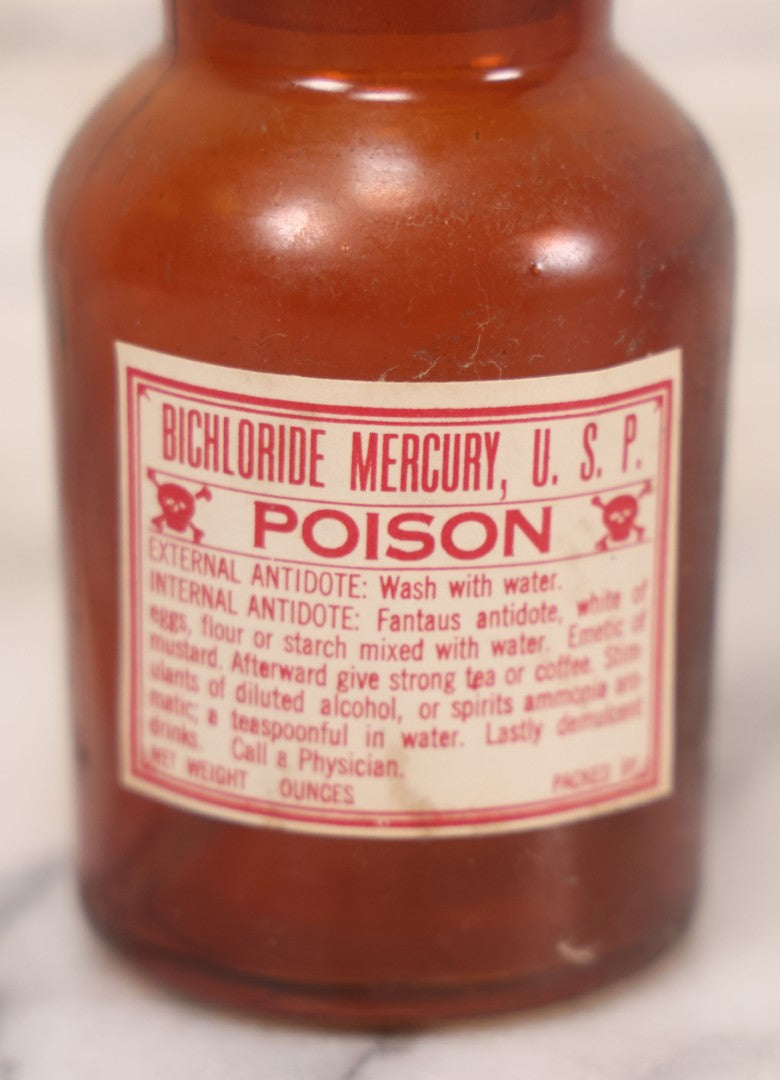 BICHLORIDE MERCURY, U. S. P.
POISON
EXTERNAL ANTIDOTE: Wash with water.
INTERNAL ANTIDOTE: Fantaus antidote, white of
eggs, flour or starch mixed with water. Emetic of
mustard. Afterward give strong tea or coffee. Stim-
ulants of diluted alcohol, or spirits ammonia aro-
matic; a teaspoonful in water. Lastly demulcent
drinks. Call a Physician.
NET WEIGHT OUNCES PACKED BY